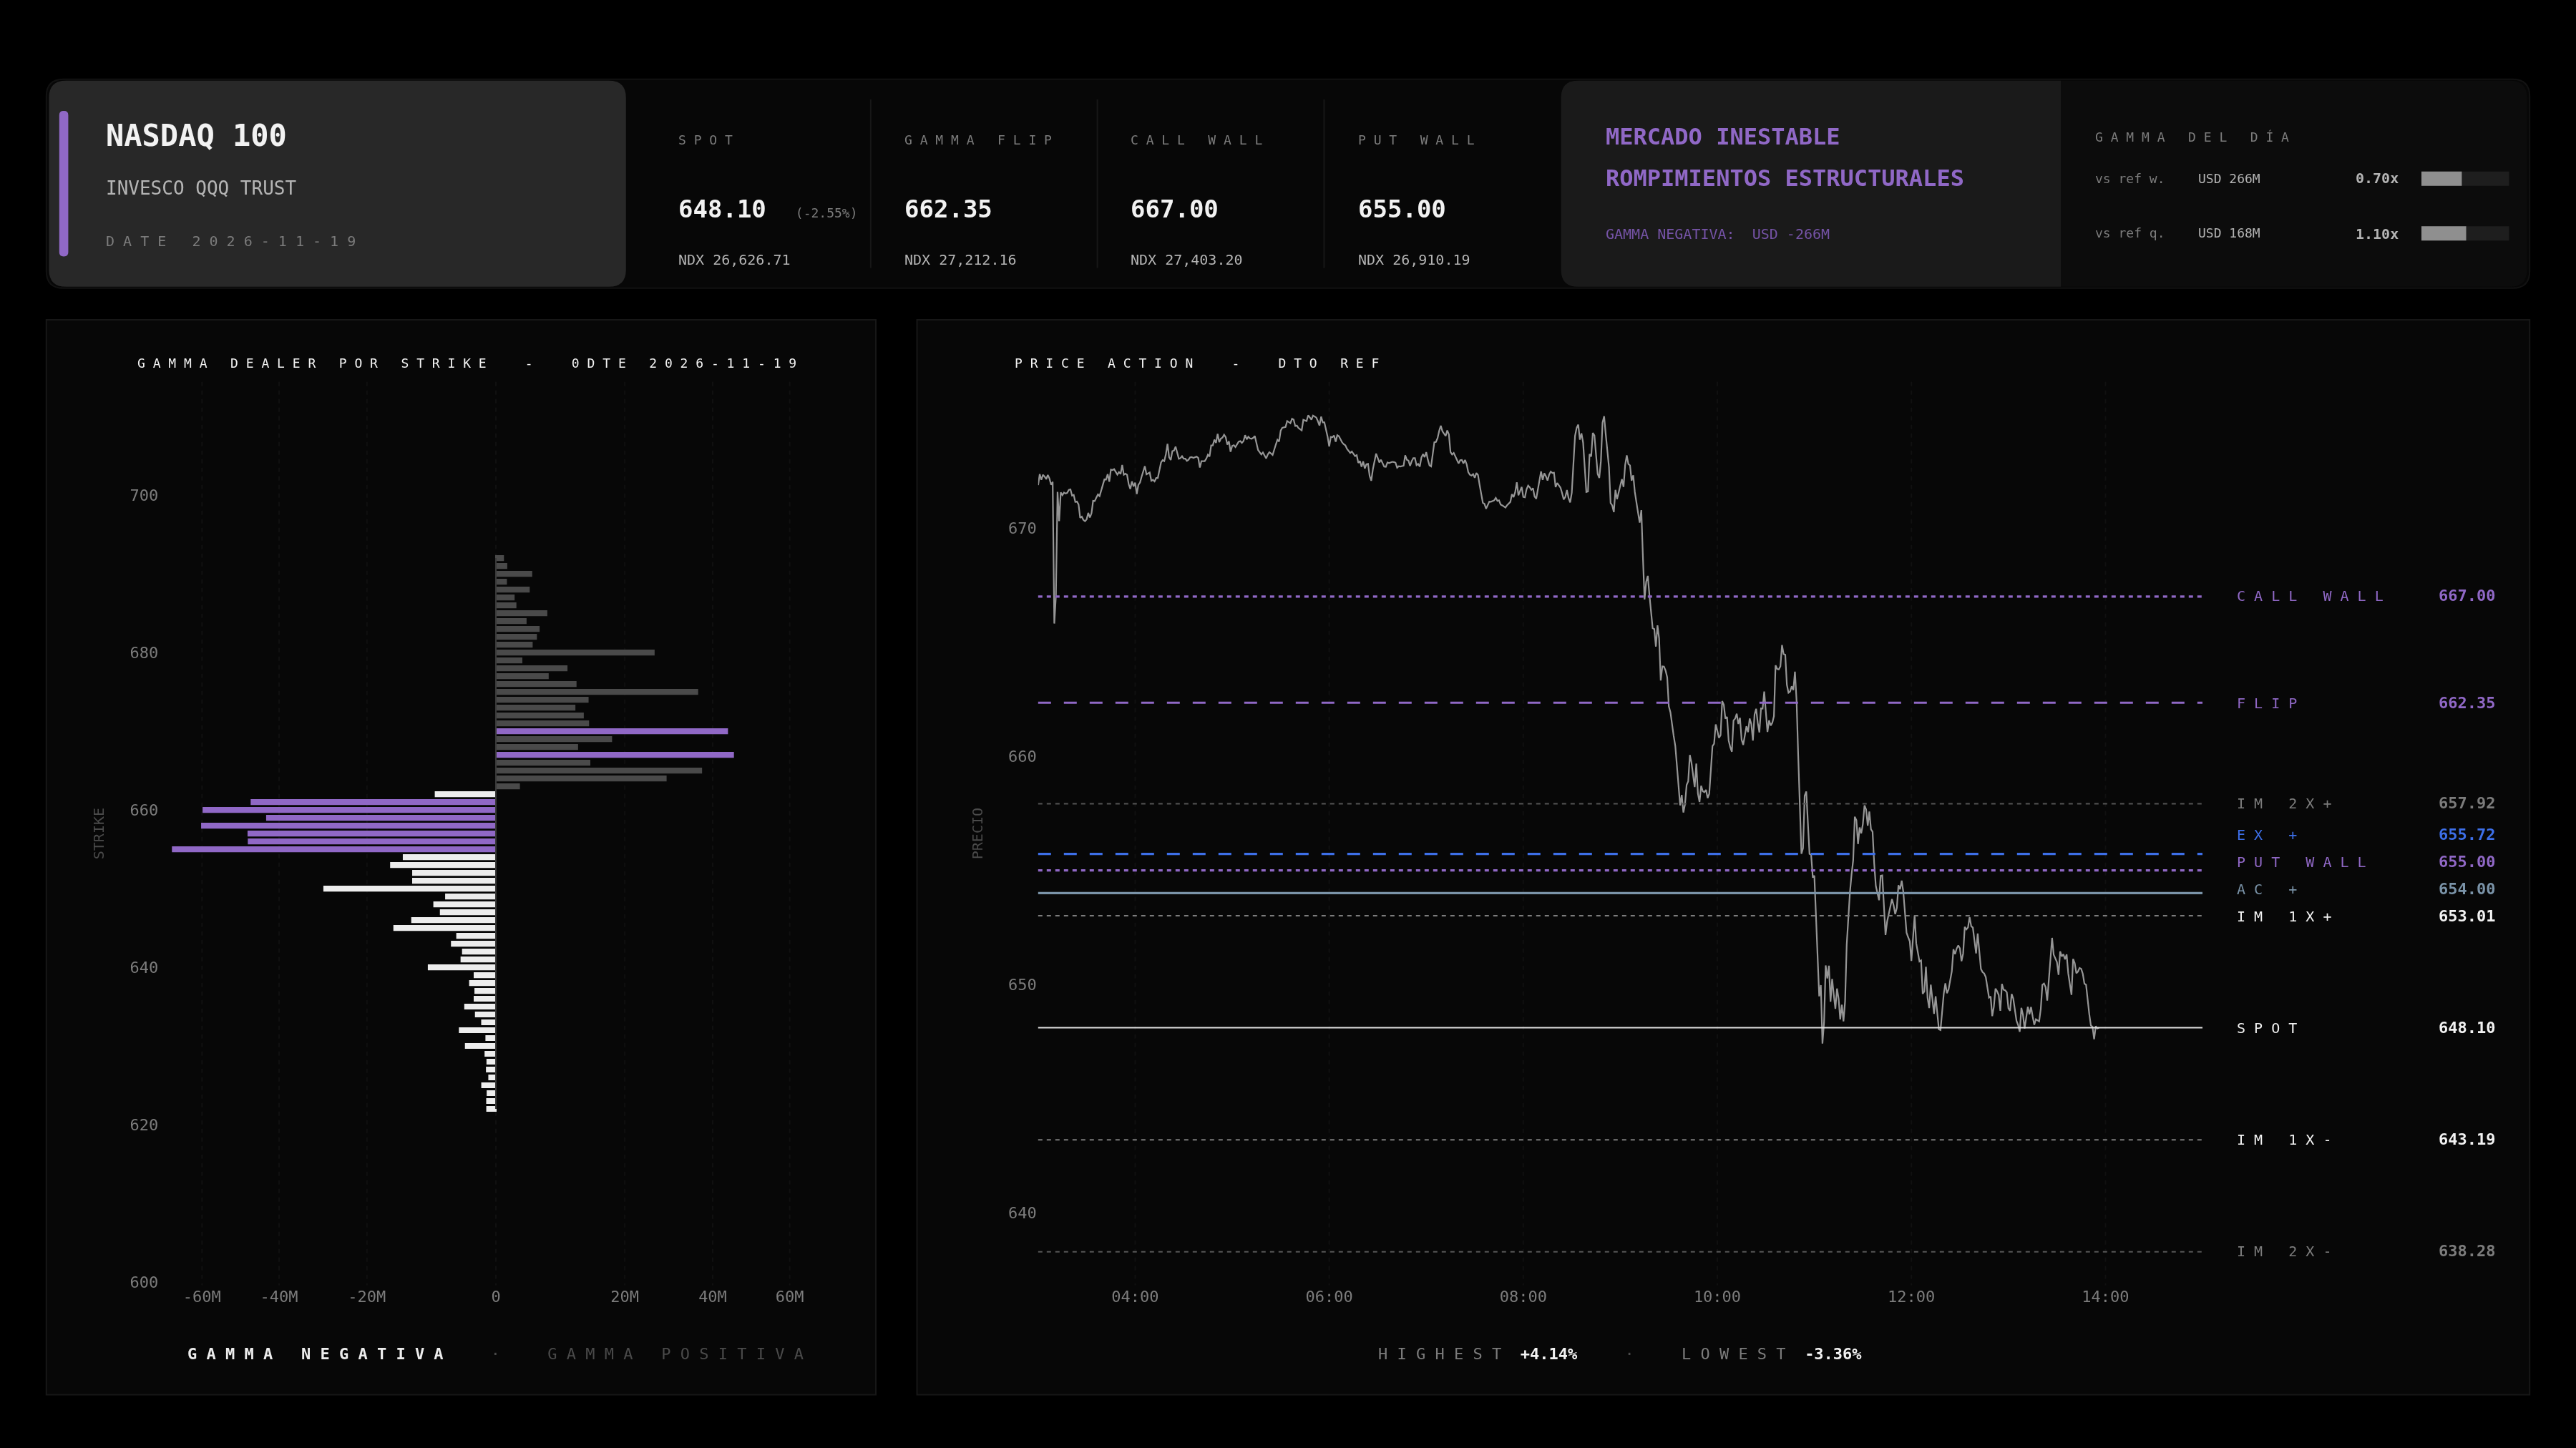 NASDAQ 100
INVESCO QQQ TRUST
DATE 2026-11-19
SPOT
648.10 (-2.55%)
NDX 26,626.71
GAMMA FLIP
662.35
NDX 27,212.16
CALL WALL
667.00
NDX 27,403.20
PUT WALL
655.00
NDX 26,910.19
MERCADO INESTABLE
ROMPIMIENTOS ESTRUCTURALES
GAMMA NEGATIVA: USD -266M
GAMMA DEL DÍA
vs ref w. USD 266M 0.70x
vs ref q. USD 168M 1.10x
GAMMA DEALER POR STRIKE - 0DTE 2026-11-19
STRIKE
700
680
660
640
620
600
-60M -40M -20M 0 20M 40M 60M
GAMMA NEGATIVA · GAMMA POSITIVA
PRICE ACTION - DTO REF
PRECIO
670
660
650
640
CALL WALL 667.00
FLIP 662.35
IM 2X+ 657.92
EX + 655.72
PUT WALL 655.00
AC + 654.00
IM 1X+ 653.01
SPOT 648.10
IM 1X- 643.19
IM 2X- 638.28
04:00 06:00 08:00 10:00 12:00 14:00
HIGHEST +4.14% · LOWEST -3.36%